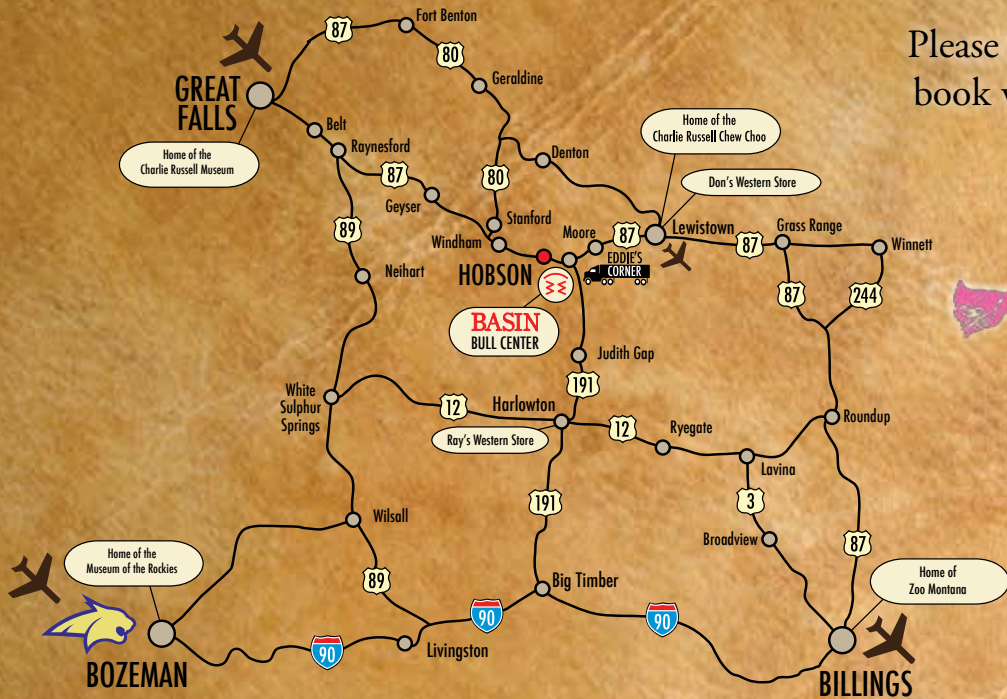 Fort Benton
87
80
Please
book
GREAT
FALLS
Geraldine
Home of the
Charlie Russell Museum
Belt
Raynesford
87
Geyser
80
Denton
Home of the
Charlie Russell Chew Choo
Don's Western Store
89
Stanford
Windham
Moore
87
Lewistown
87
Grass Range
Winnett
HOBSON
EDDIE'S
CORNER
Neihart
87
244
BASIN
BULL CENTER
Judith Gap
191
White
Sulphur
Springs
12
Harlowton
Ray's Western Store
12
Ryegate
Lavina
Roundup
191
3
Wilsall
Broadview
87
Home of the
Museum of the Rockies
89
Big Timber
Home of
Zoo Montana
90
90
90
Livingston
BOZEMAN
BILLINGS